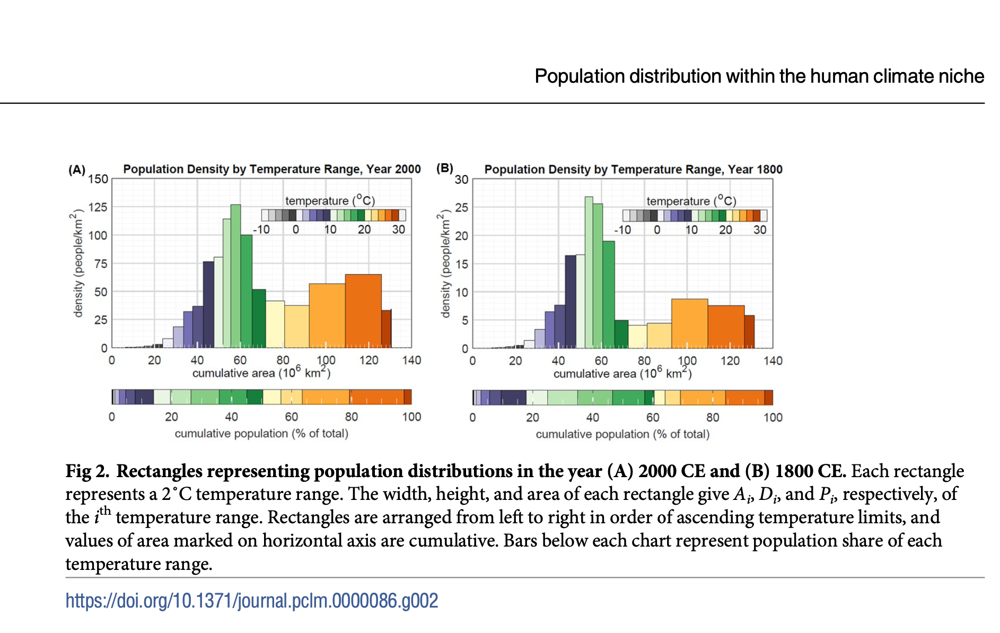 Population distribution within the human climate niche
(A) Population Density by Temperature Range, Year 2000
150
125
100
75
50
25
0
density (people/km²)
temperature (°C)
-10 0 10 20 30
0 20 40 60 80 100 120 140
cumulative area (10⁶ km²)
0 20 40 60 80 100
cumulative population (% of total)
(B) Population Density by Temperature Range, Year 1800
30
25
20
15
10
5
0
density (people/km²)
temperature (°C)
-10 0 10 20 30
0 20 40 60 80 100 120 140
cumulative area (10⁶ km²)
0 20 40 60 80 100
cumulative population (% of total)
Fig 2. Rectangles representing population distributions in the year (A) 2000 CE and (B) 1800 CE. Each rectangle
represents a 2˚C temperature range. The width, height, and area of each rectangle give Aᵢ, Dᵢ, and Pᵢ, respectively, of
the iᵗʰ temperature range. Rectangles are arranged from left to right in order of ascending temperature limits, and
values of area marked on horizontal axis are cumulative. Bars below each chart represent population share of each
temperature range.
https://doi.org/10.1371/journal.pclm.0000086.g002